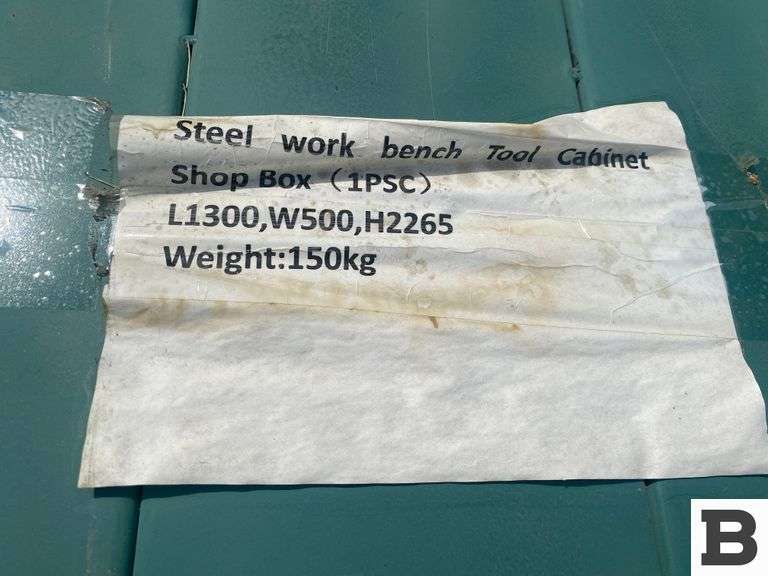 Steel work bench Tool Cabinet
Shop Box（1PSC）
L1300,W500,H2265
Weight:150kg
B